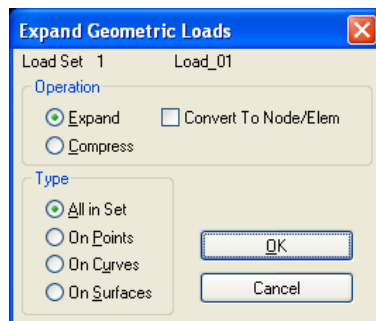 Expand Geometric Loads
Load Set 1 Load_01
Operation
Expand Convert To Node/Elem
Compress
Type
All in Set
On Points
On Curves
On Surfaces
OK
Cancel